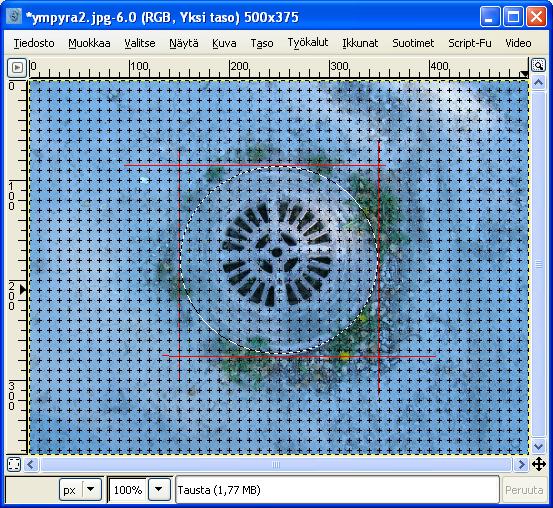 *ympyra2.jpg-6.0 (RGB, Yksi taso) 500x375
Tiedosto Muokkaa Valitse Näytä Kuva Taso Työkalut Ikkunat Suotimet Script-Fu Video
0 100 200 300 400
0
100
200
300
px 100% Tausta (1,77 MB) Peruuta